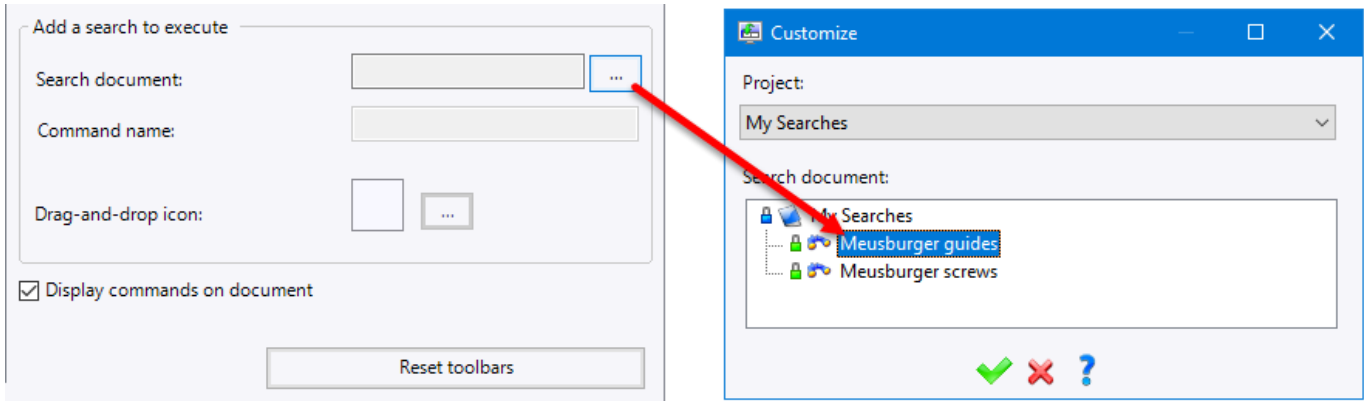 Add a search to execute
Search document:
...
Command name:
Drag-and-drop icon:
...
Display commands on document
Reset toolbars
Customize
Project:
My Searches
Search document:
My Searches
Meusburger guides
Meusburger screws
?